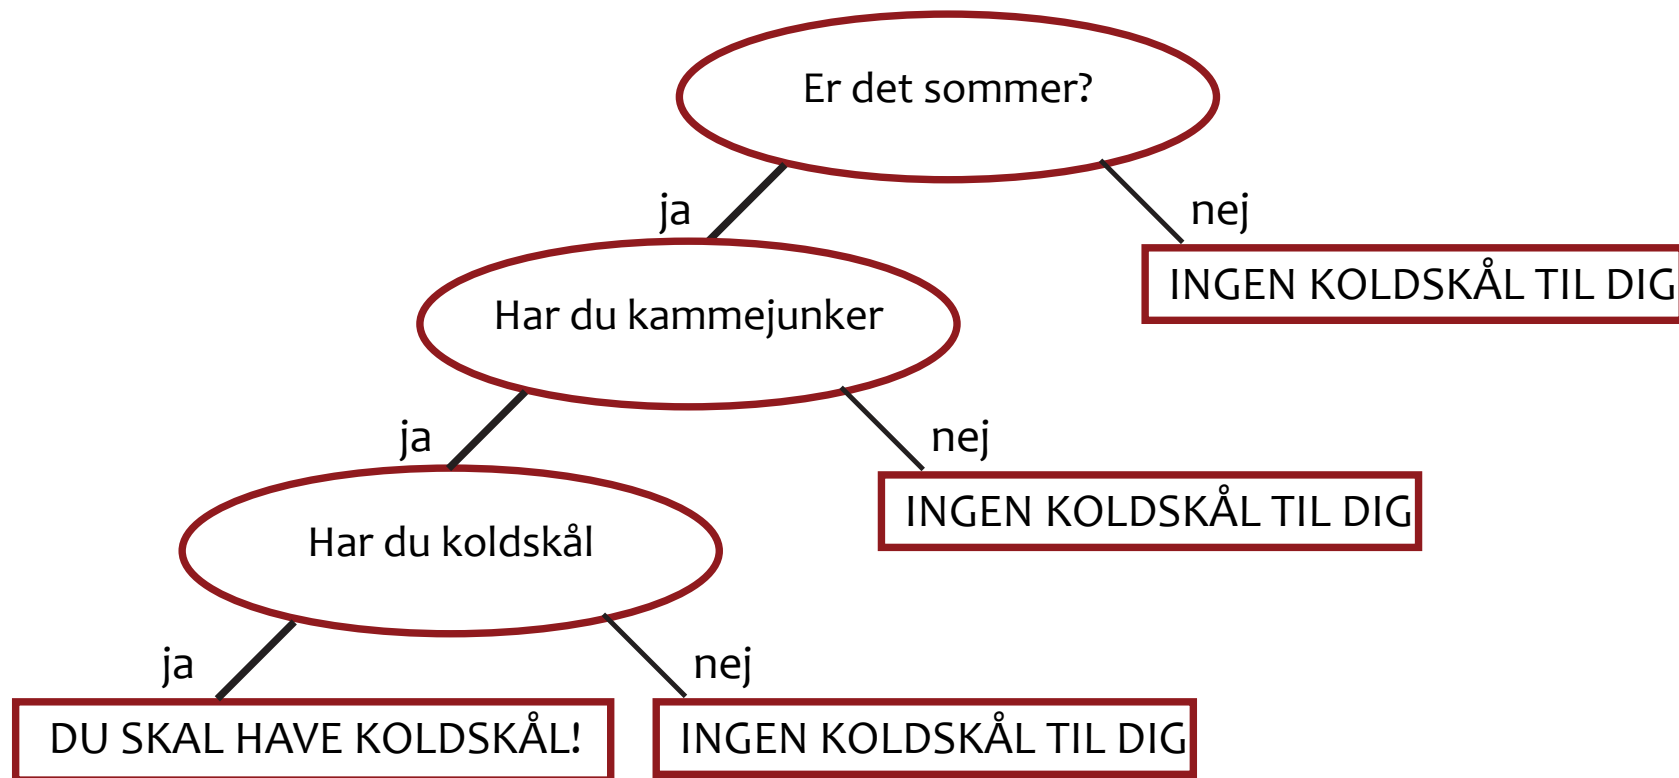 Er det sommer?
ja
nej
INGEN KOLDSKÅL TIL DIG
Har du kammejunker
ja
nej
INGEN KOLDSKÅL TIL DIG
Har du koldskål
ja
nej
DU SKAL HAVE KOLDSKÅL!
INGEN KOLDSKÅL TIL DIG